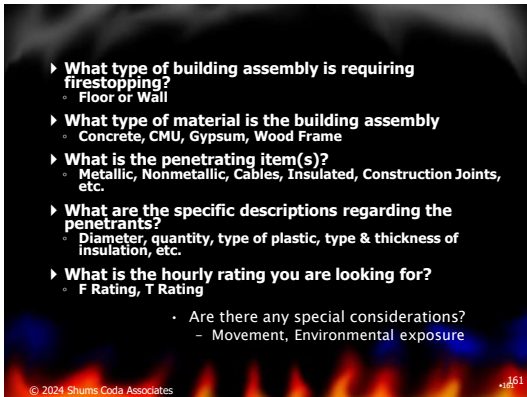 What type of building assembly is requiring
firestopping?
Floor or Wall
What type of material is the building assembly
Concrete, CMU, Gypsum, Wood Frame
What is the penetrating item(s)?
Metallic, Nonmetallic, Cables, Insulated, Construction Joints,
etc.
What are the specific descriptions regarding the
penetrants?
Diameter, quantity, type of plastic, type & thickness of
insulation, etc.
What is the hourly rating you are looking for?
F Rating, T Rating
• Are there any special considerations?
– Movement, Environmental exposure
© 2024 Shums Coda Associates
•161
161